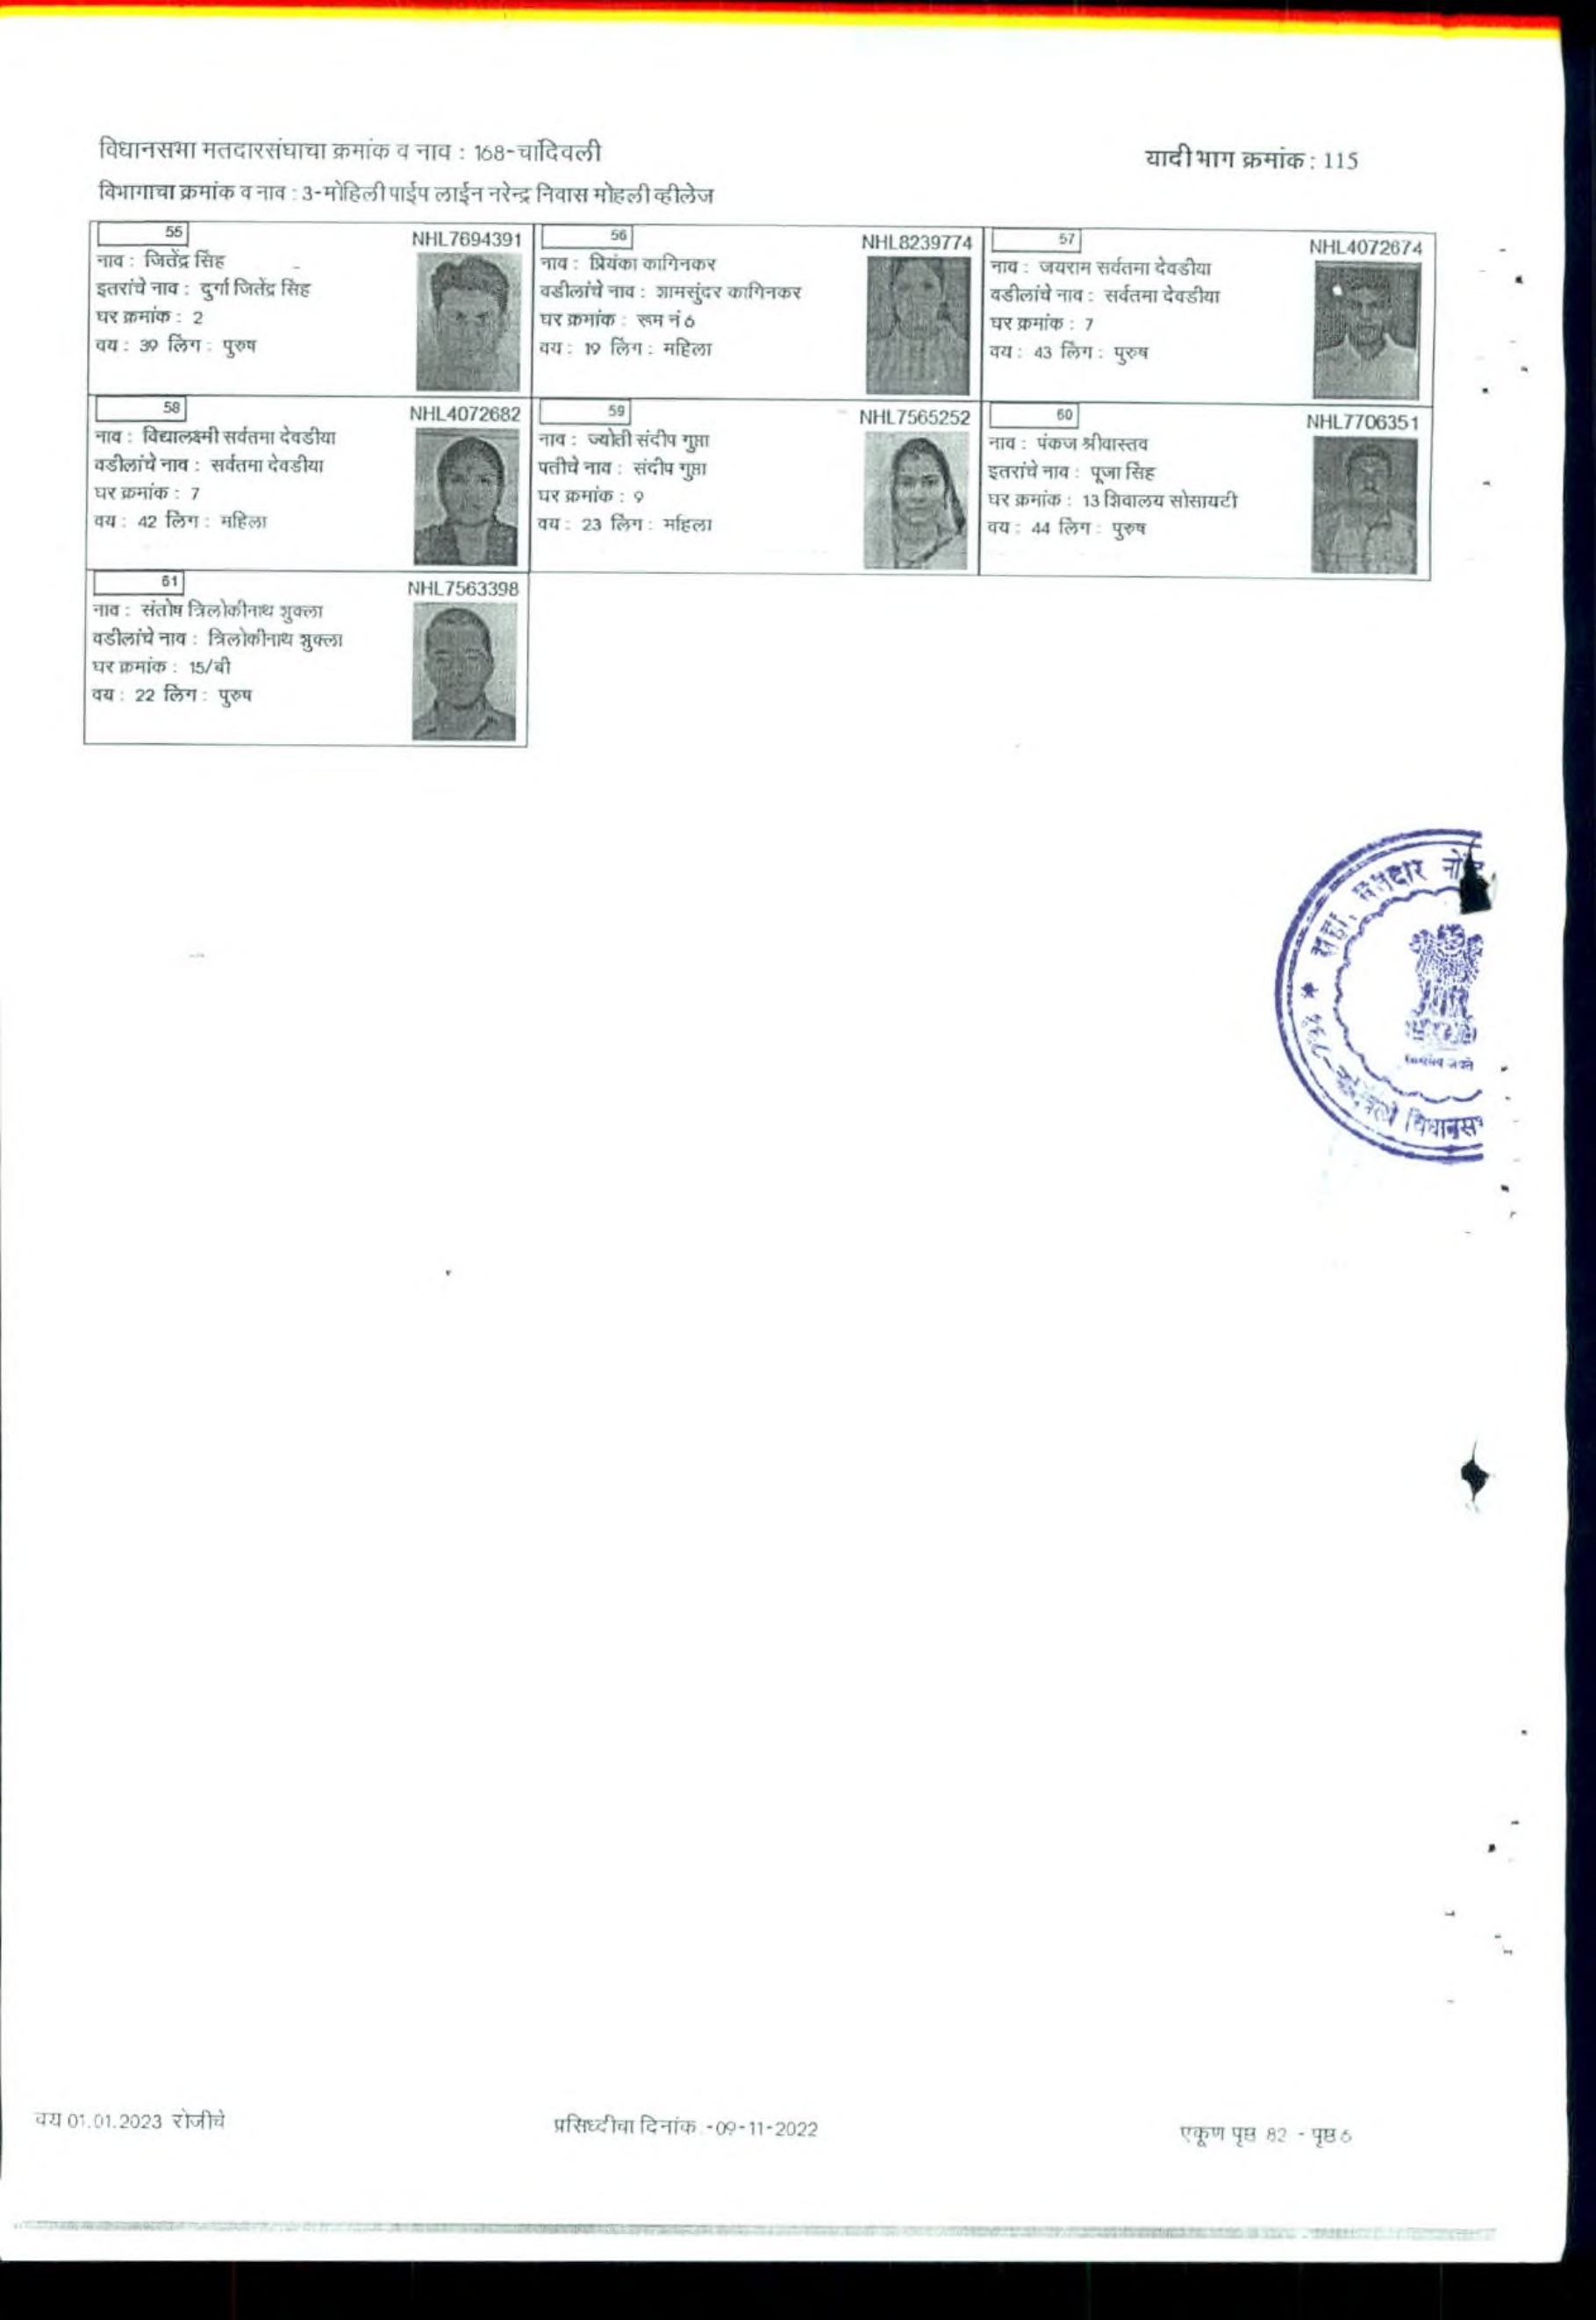 विधानसभा मतदारसंघाचा क्रमांक व नाव : 168-चांदिवली
यादी भाग क्रमांक : 115
विभागाचा क्रमांक व नाव : 3-मोहिली पाईप लाईन नरेन्द्र निवास मोहली व्हीलेज
55 NHL7694391
नाव : जितेंद्र सिंह
इतरांचे नाव : दुर्गा जितेंद्र सिंह
घर क्रमांक : 2
वय : 39 लिंग : पुरुष
56 NHL8239774
नाव : प्रियंका कागिनकर
वडीलांचे नाव : शामसुंदर कागिनकर
घर क्रमांक : रूम नं 6
वय : 19 लिंग : महिला
57 NHL4072674
नाव : जयराम सर्वतमा देवडीया
वडीलांचे नाव : सर्वतमा देवडीया
घर क्रमांक : 7
वय : 43 लिंग : पुरुष
58 NHL4072682
नाव : विद्यालक्ष्मी सर्वतमा देवडीया
वडीलांचे नाव : सर्वतमा देवडीया
घर क्रमांक : 7
वय : 42 लिंग : महिला
59 NHL7565252
नाव : ज्योती संदीप गुप्ता
पतीचे नाव : संदीप गुप्ता
घर क्रमांक : 9
वय : 23 लिंग : महिला
60 NHL7706351
नाव : पंकज श्रीवास्तव
इतरांचे नाव : पूजा सिंह
घर क्रमांक : 13 शिवालय सोसायटी
वय : 44 लिंग : पुरुष
61 NHL7563398
नाव : संतोष त्रिलोकीनाथ शुक्ला
वडीलांचे नाव : त्रिलोकीनाथ शुक्ला
घर क्रमांक : 15/बी
वय : 22 लिंग : पुरुष
सहा. मतदार
विधानस
वय 01.01.2023 रोजीचे
प्रसिध्दीचा दिनांक -09-11-2022
एकूण पृष्ठ 82 - पृष्ठ 6